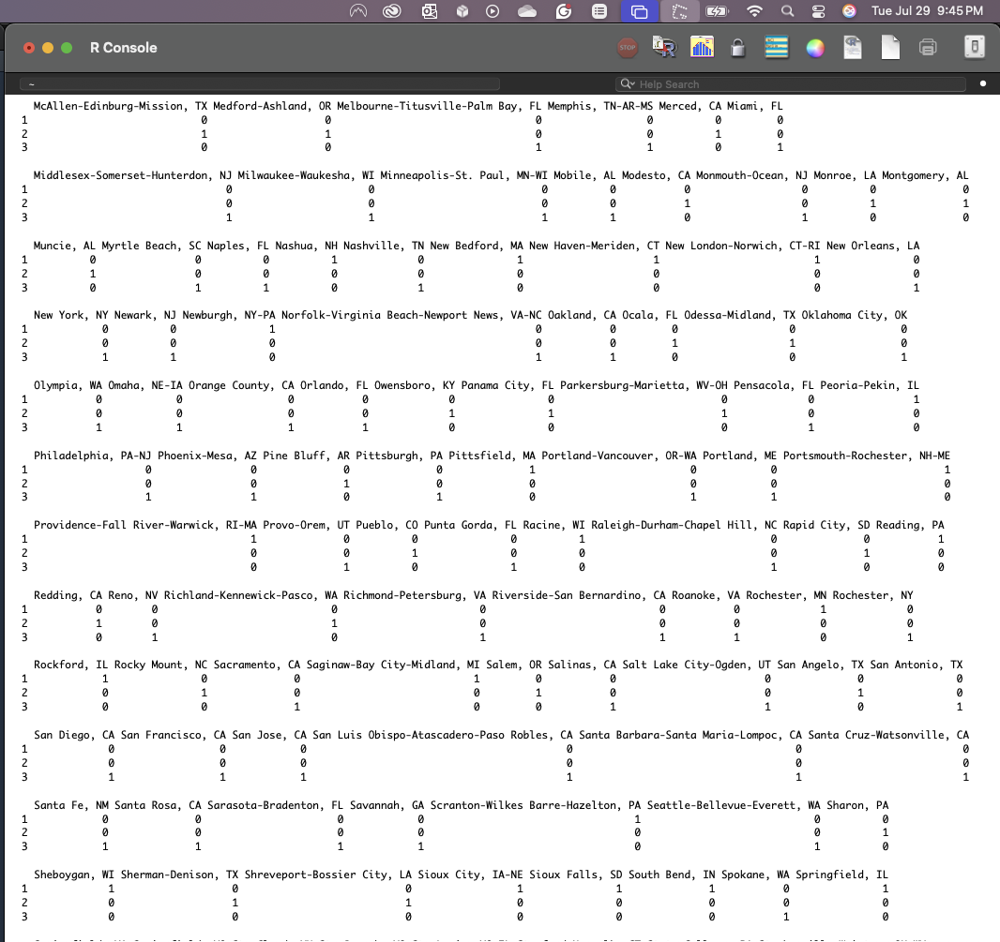 Tue Jul 29 9:45 PM
R Console
STOP
~
Help Search
McAllen-Edinburg-Mission, TX Medford-Ashland, OR Melbourne-Titusville-Palm Bay, FL Memphis, TN-AR-MS Merced, CA Miami, FL
1 0 0 0 0 0 0
2 1 1 0 0 1 0
3 0 0 1 1 0 1
Middlesex-Somerset-Hunterdon, NJ Milwaukee-Waukesha, WI Minneapolis-St. Paul, MN-WI Mobile, AL Modesto, CA Monmouth-Ocean, NJ Monroe, LA Montgomery, AL
1 0 0 0 0 0 0 0 0
2 0 0 0 0 1 0 1 1
3 1 1 1 1 0 1 0 0
Muncie, AL Myrtle Beach, SC Naples, FL Nashua, NH Nashville, TN New Bedford, MA New Haven-Meriden, CT New London-Norwich, CT-RI New Orleans, LA
1 0 0 0 1 0 1 1 1 0
2 1 0 0 0 0 0 0 0 0
3 0 1 1 0 1 0 0 0 1
New York, NY Newark, NJ Newburgh, NY-PA Norfolk-Virginia Beach-Newport News, VA-NC Oakland, CA Ocala, FL Odessa-Midland, TX Oklahoma City, OK
1 0 0 1 0 0 0 0 0
2 0 0 0 0 0 1 1 0
3 1 1 0 1 1 0 0 1
Olympia, WA Omaha, NE-IA Orange County, CA Orlando, FL Owensboro, KY Panama City, FL Parkersburg-Marietta, WV-OH Pensacola, FL Peoria-Pekin, IL
1 0 0 0 0 0 0 0 0 1
2 0 0 0 0 1 1 1 0 0
3 1 1 1 1 0 0 0 1 0
Philadelphia, PA-NJ Phoenix-Mesa, AZ Pine Bluff, AR Pittsburgh, PA Pittsfield, MA Portland-Vancouver, OR-WA Portland, ME Portsmouth-Rochester, NH-ME
1 0 0 0 0 1 0 0 1
2 0 0 1 0 0 0 0 0
3 1 1 0 1 0 1 1 0
Providence-Fall River-Warwick, RI-MA Provo-Orem, UT Pueblo, CO Punta Gorda, FL Racine, WI Raleigh-Durham-Chapel Hill, NC Rapid City, SD Reading, PA
1 1 0 0 0 1 0 0 1
2 0 0 1 0 0 0 1 0
3 0 1 0 1 0 1 0 0
Redding, CA Reno, NV Richland-Kennewick-Pasco, WA Richmond-Petersburg, VA Riverside-San Bernardino, CA Roanoke, VA Rochester, MN Rochester, NY
1 0 0 0 0 0 0 1 0
2 1 0 1 0 0 0 0 0
3 0 1 0 1 1 1 0 1
Rockford, IL Rocky Mount, NC Sacramento, CA Saginaw-Bay City-Midland, MI Salem, OR Salinas, CA Salt Lake City-Ogden, UT San Angelo, TX San Antonio, TX
1 1 0 0 1 0 0 0 0 0
2 0 1 0 0 1 0 0 1 0
3 0 0 1 0 0 1 1 0 1
San Diego, CA San Francisco, CA San Jose, CA San Luis Obispo-Atascadero-Paso Robles, CA Santa Barbara-Santa Maria-Lompoc, CA Santa Cruz-Watsonville, CA
1 0 0 0 0 0 0
2 0 0 0 0 0 0
3 1 1 1 1 1 1
Santa Fe, NM Santa Rosa, CA Sarasota-Bradenton, FL Savannah, GA Scranton-Wilkes Barre-Hazelton, PA Seattle-Bellevue-Everett, WA Sharon, PA
1 0 0 0 0 1 0 0
2 0 0 0 0 0 0 1
3 1 1 1 1 0 1 0
Sheboygan, WI Sherman-Denison, TX Shreveport-Bossier City, LA Sioux City, IA-NE Sioux Falls, SD South Bend, IN Spokane, WA Springfield, IL
1 1 0 0 1 1 1 0 1
2 0 1 1 0 0 0 0 0
3 0 0 0 0 0 0 1 0